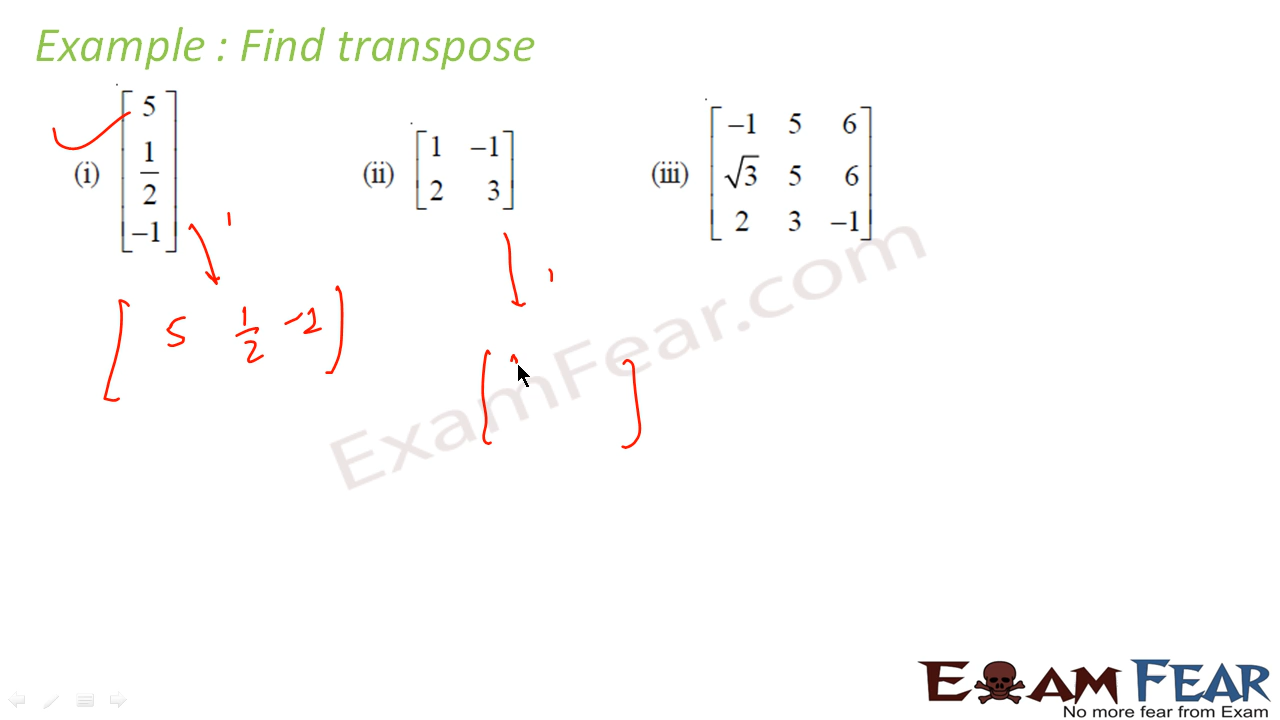 Example : Find transpose
(i) [5 1/2 −1]
(ii) [1 −1
2 3]
(iii) [−1 5 6
√3 5 6
2 3 −1]
[5 1/2 -1]
[1 ]
ExamFear.com
EXAM FEAR
No more fear from Exam